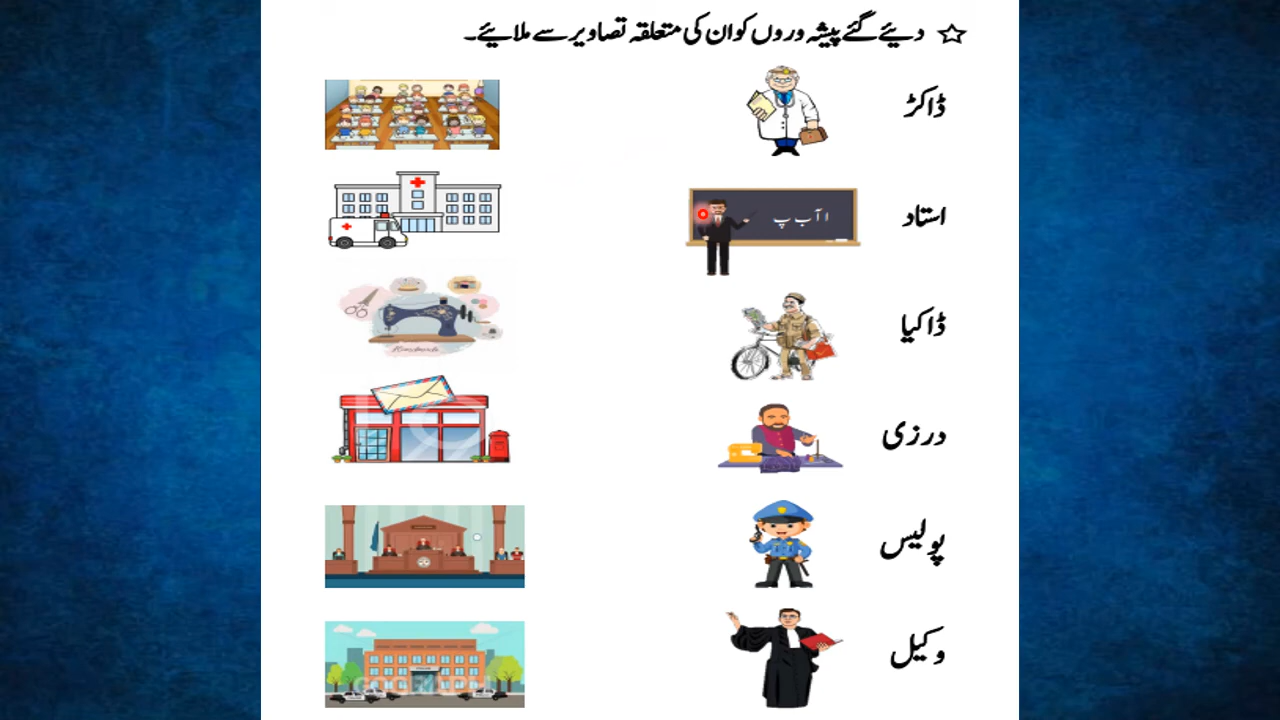 ☆ دیئے گئے پیشہ وروں کو ان کی متعلقہ تصاویر سے ملائیے۔
ڈاکٹر
استاد
ا آ ب پ
ڈاکیا
درزی
پولیس
وکیل